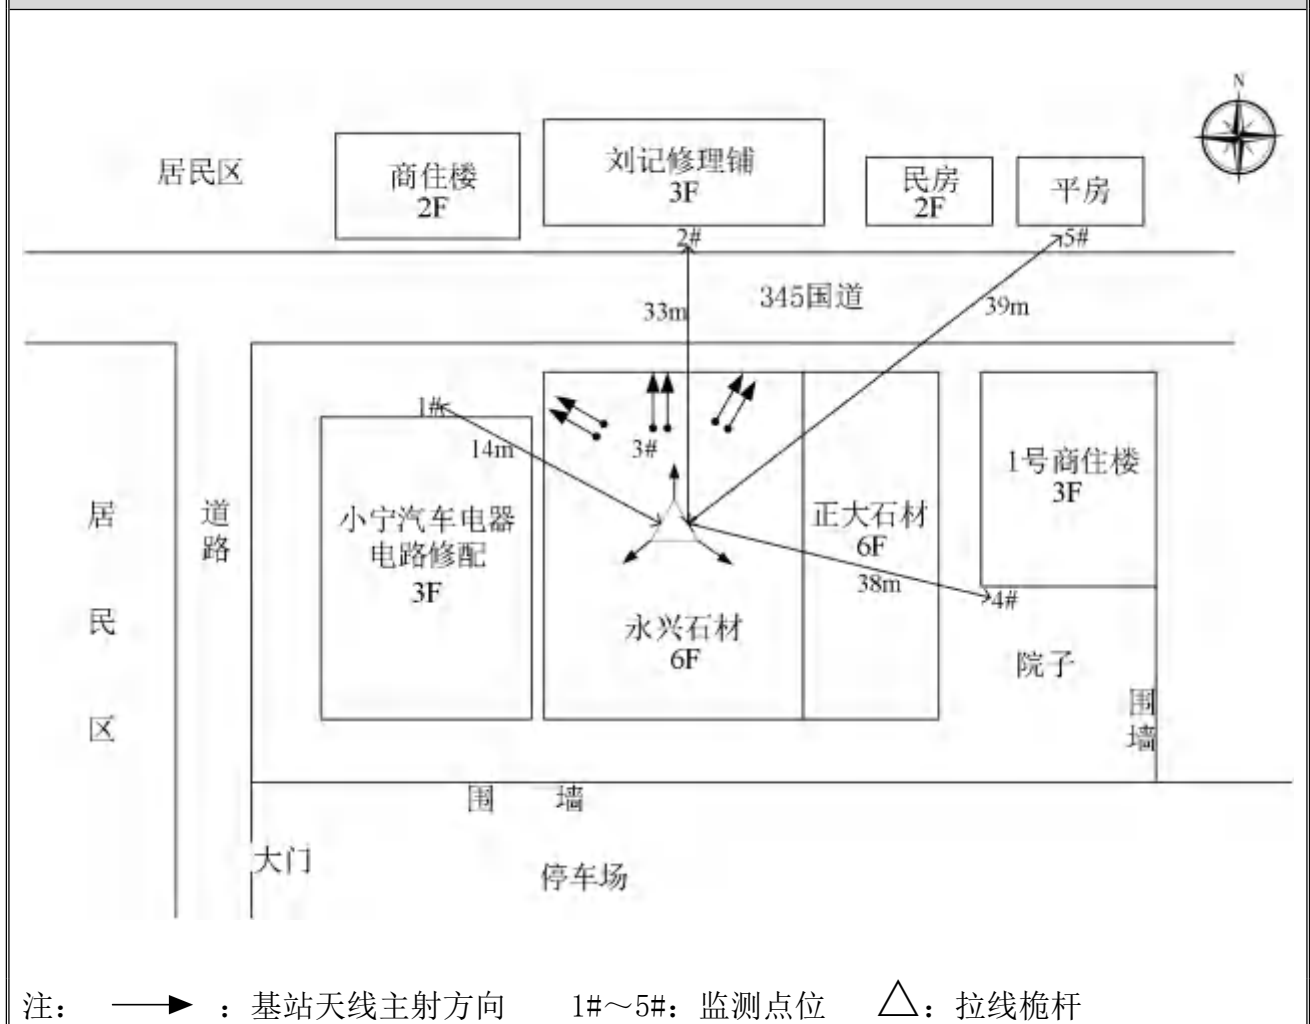 N
居民区
商住楼
2F
刘记修理铺
3F
民房
2F
平房
2#
5#
33m
345国道
39m
1#
14m
3#
1号商住楼
3F
居民区
道路
小宁汽车电器
电路修配
3F
正大石材
6F
38m
4#
永兴石材
6F
院子
围墙
围 墙
大门
停车场
注： ：基站天线主射方向 1#～5#：监测点位 △：拉线桅杆